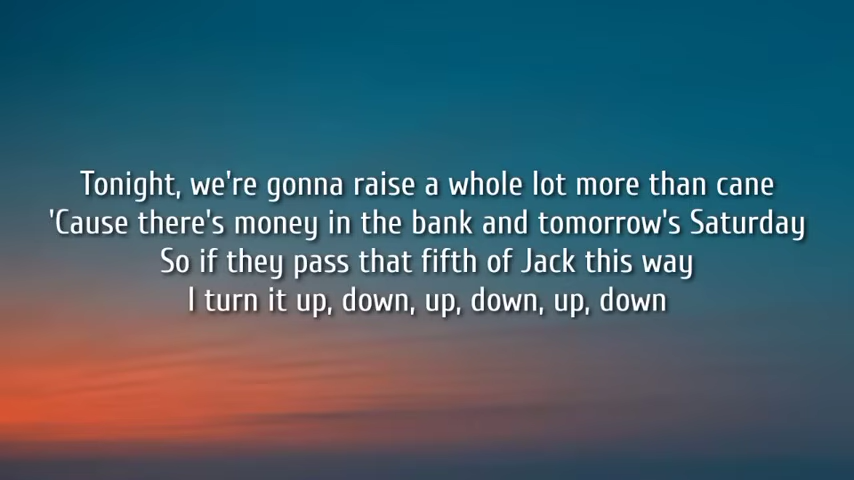 Tonight, we're gonna raise a whole lot more than cane
'Cause there's money in the bank and tomorrow's Saturday
So if they pass that fifth of Jack this way
I turn it up, down, up, down, up, down